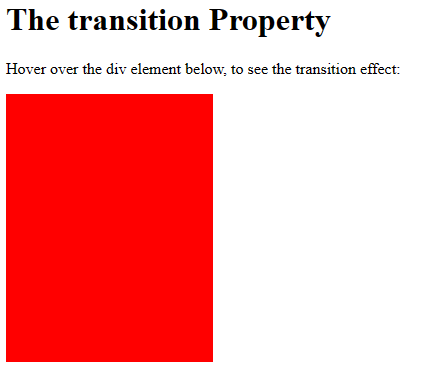 The transition Property
Hover over the div element below, to see the transition effect: